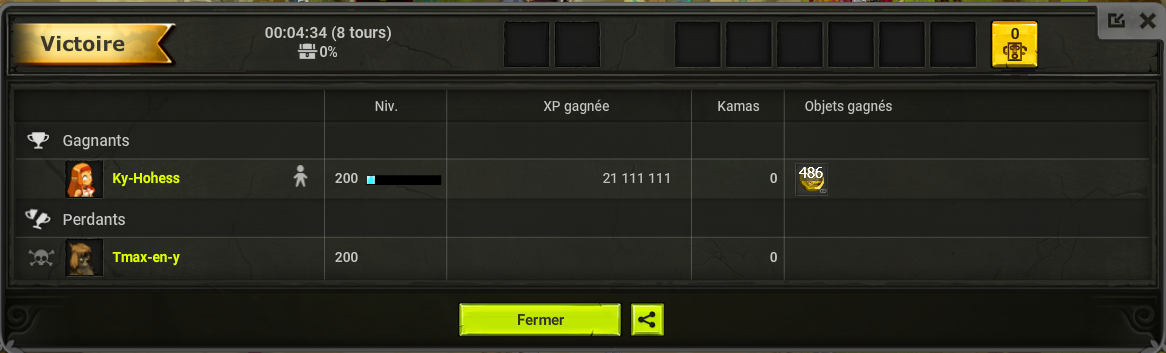 Victoire
00:04:34 (8 tours)
0%
0
Niv.
XP gagnée
Kamas
Objets gagnés
Gagnants
Ky-Hohess
200
21 111 111
0
486
Perdants
Tmax-en-y
200
0
Fermer